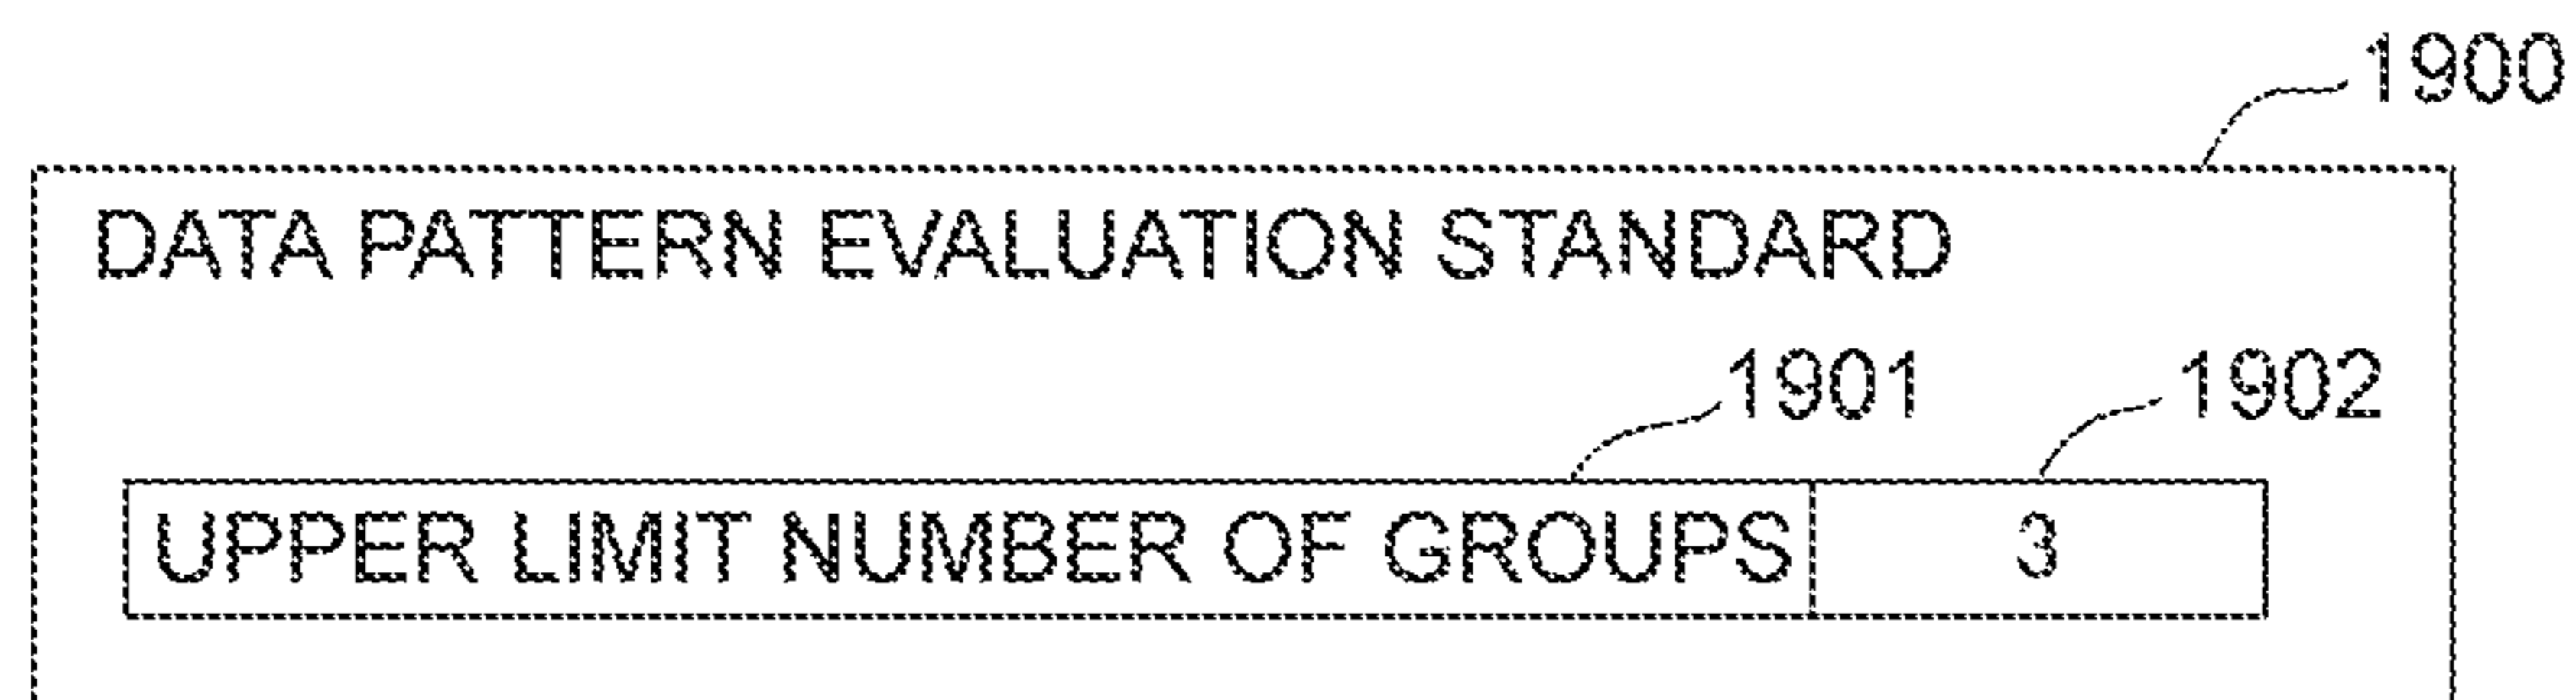 1900
DATA PATTERN EVALUATION STANDARD
1901 1902
UPPER LIMIT NUMBER OF GROUPS 3